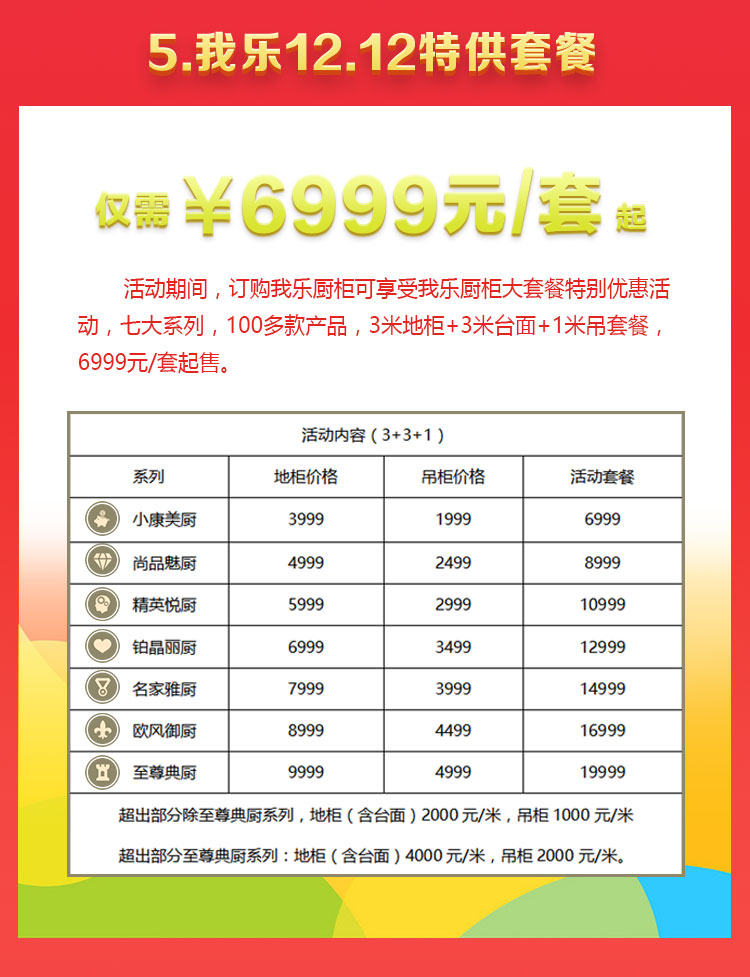 5.我乐12.12特供套餐
仅需¥6999元/套起
活动期间，订购我乐厨柜可享受我乐厨柜大套餐特别优惠活
动，七大系列，100多款产品，3米地柜+3米台面+1米吊套餐，
6999元/套起售。
活动内容（3+3+1）
系列 地柜价格 吊柜价格 活动套餐
小康美厨 3999 1999 6999
尚品魅厨 4999 2499 8999
精英悦厨 5999 2999 10999
铂晶丽厨 6999 3499 12999
名家雅厨 7999 3999 14999
欧风御厨 8999 4499 16999
至尊典厨 9999 4999 19999
超出部分除至尊典厨系列，地柜（含台面）2000 元/米，吊柜 1000 元/米
超出部分至尊典厨系列：地柜（含台面）4000 元/米，吊柜 2000 元/米。